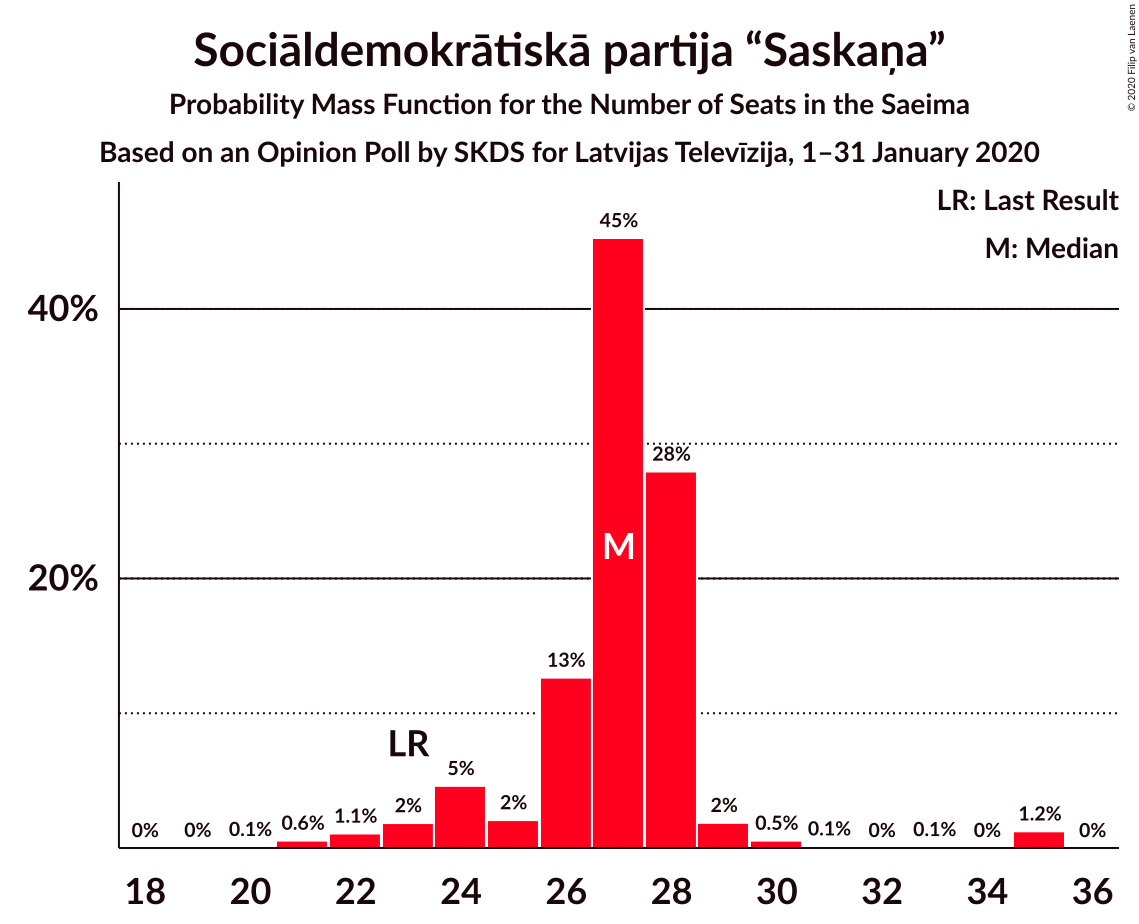 Sociāldemokrātiskā partija “Saskaņa”
Probability Mass Function for the Number of Seats in the Saeima
Based on an Opinion Poll by SKDS for Latvijas Televīzija, 1–31 January 2020
© 2020 Filip van Laenen
LR: Last Result
M: Median
40%
20%
0%
0%
0.1%
0.6%
1.1%
2%
LR
5%
2%
13%
45%
M
28%
2%
0.5%
0.1%
0%
0.1%
0%
1.2%
0%
18 20 22 24 26 28 30 32 34 36